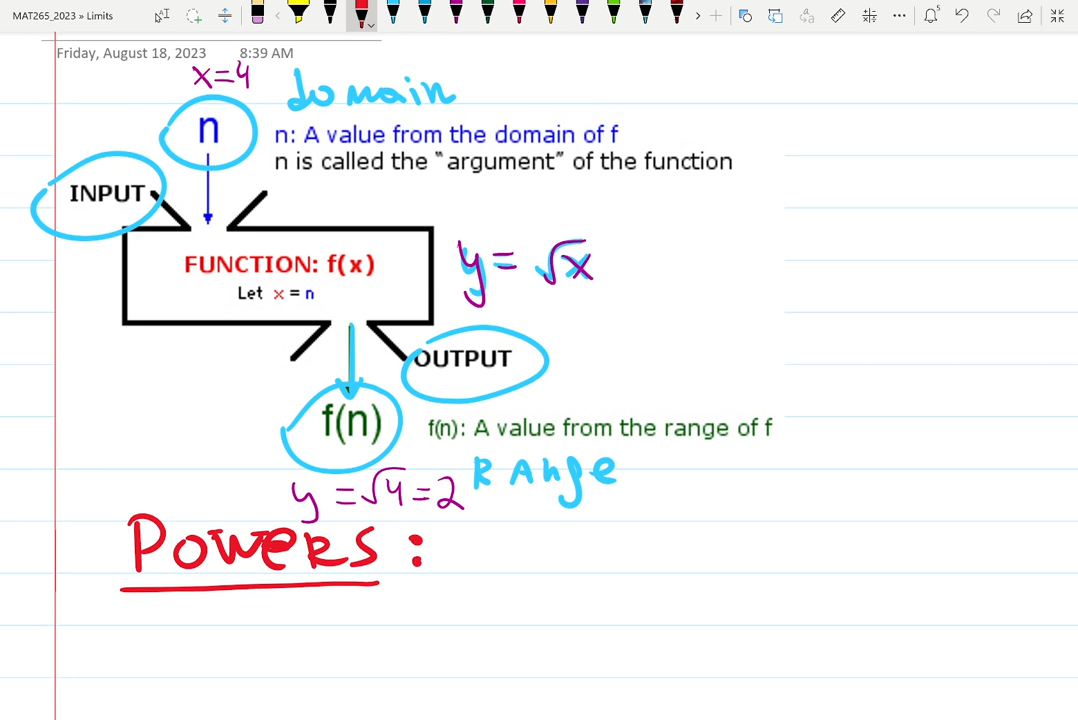 MAT265_2023 » Limits
Friday, August 18, 2023 8:39 AM
x=4
domain
n
n: A value from the domain of f
n is called the “argument” of the function
INPUT
FUNCTION: f(x)
Let x = n
y = √x
OUTPUT
f(n)
f(n): A value from the range of f
RAnge
y = √4 = 2
PoweRs: